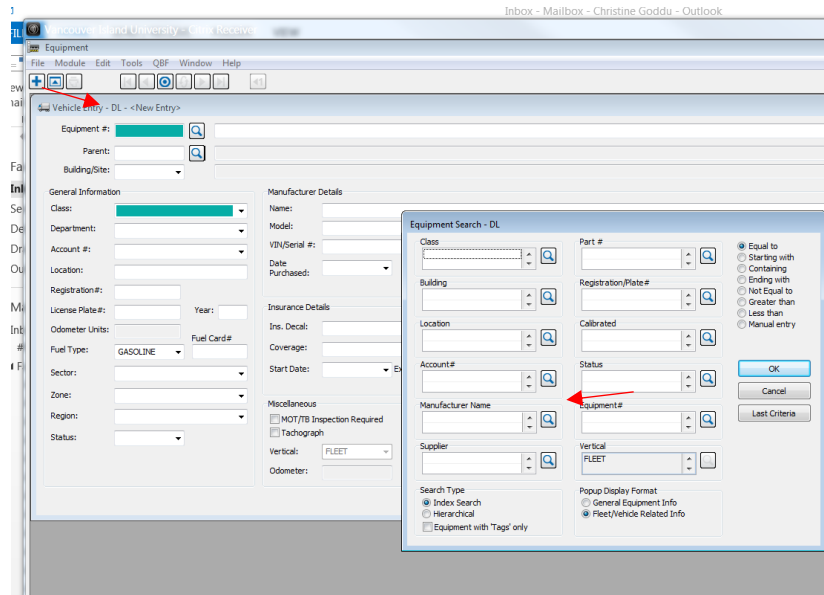 Inbox - Mailbox - Christine Goddu - Outlook
Vancouver Island University
Equipment
File Module Edit Tools QBF Window Help
Vehicle Entry - DL - <New Entry>
Equipment #:
Parent:
Building/Site:
General Information
Class:
Department:
Account #:
Location:
Registration#:
License Plate#:
Year:
Odometer Units:
Fuel Card#
Fuel Type:
GASOLINE
Sector:
Zone:
Region:
Status:
Manufacturer Details
Name:
Model:
VIN/Serial #:
Date
Purchased:
Insurance Details
Ins. Decal:
Coverage:
Start Date:
Ex
Miscellaneous
MOT/TB Inspection Required
Tachograph
Vertical:
FLEET
Odometer:
Equipment Search - DL
Class
Part #
Building
Registration/Plate#
Location
Calibrated
Account#
Status
Manufacturer Name
Equipment#
Supplier
Vertical
FLEET
Search Type
Index Search
Hierarchical
Equipment with 'Tags' only
Popup Display Format
General Equipment Info
Fleet/Vehicle Related Info
Equal to
Starting with
Containing
Ending with
Not Equal to
Greater than
Less than
Manual entry
OK
Cancel
Last Criteria